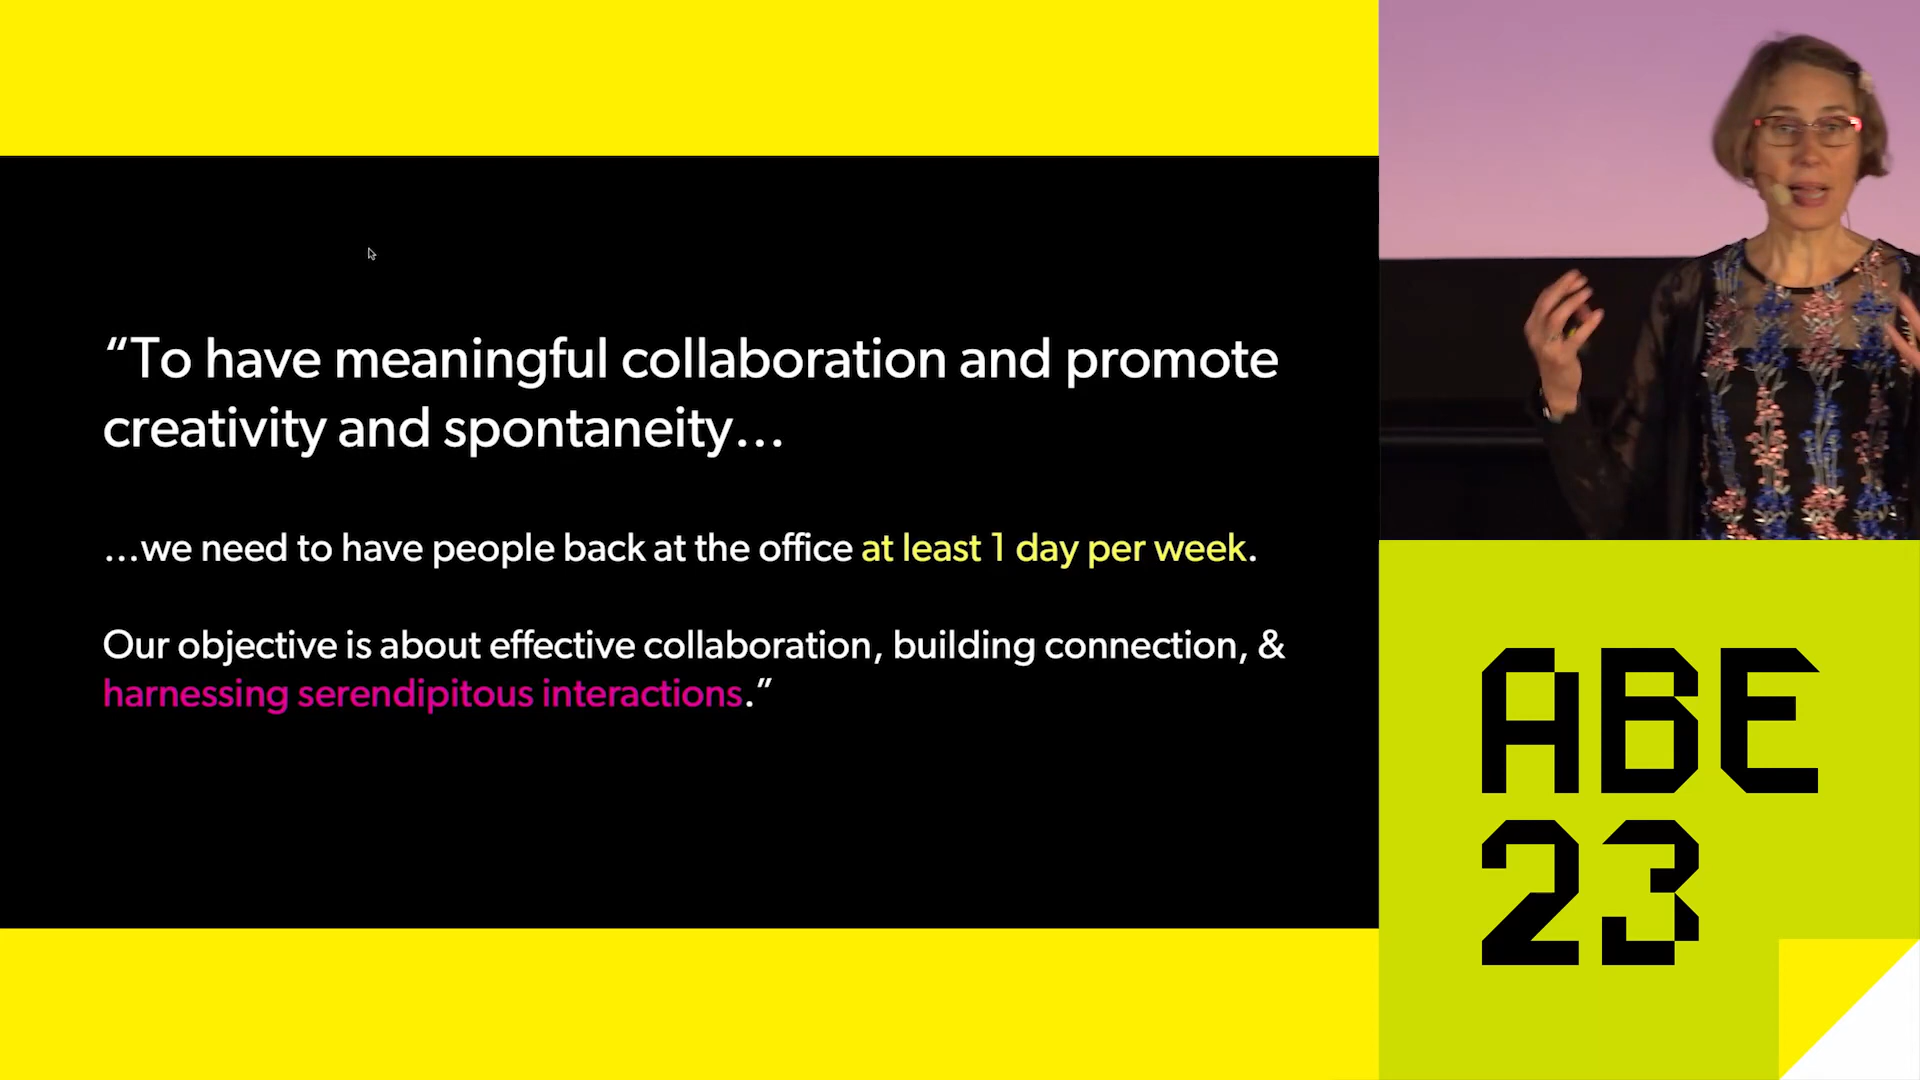 “To have meaningful collaboration and promote
creativity and spontaneity…
…we need to have people back at the office at least 1 day per week.
Our objective is about effective collaboration, building connection, &
harnessing serendipitous interactions.”
ABE
23